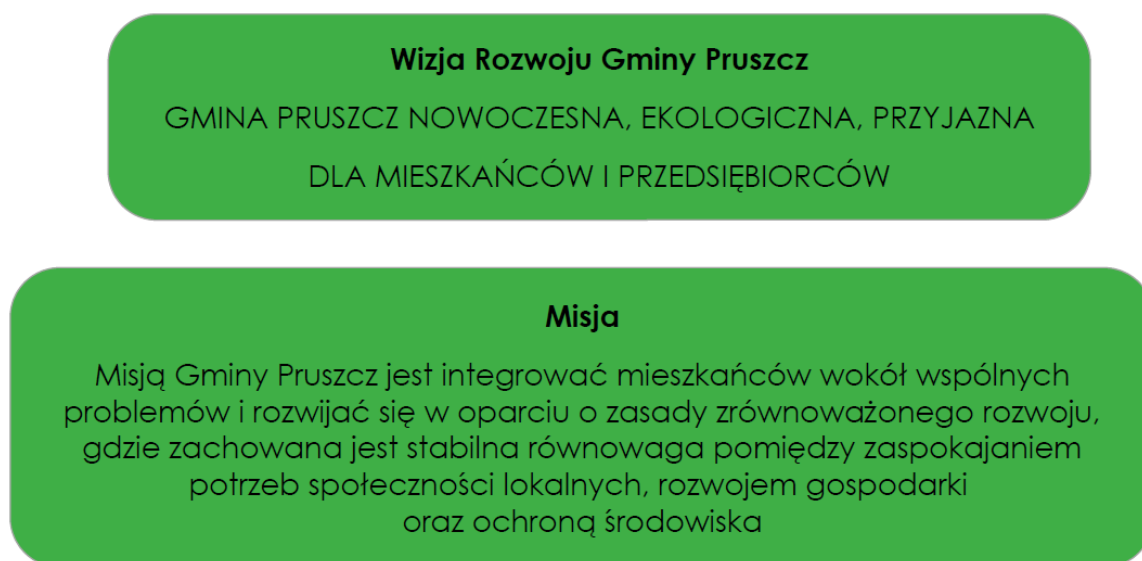 Wizja Rozwoju Gminy Pruszcz
GMINA PRUSZCZ NOWOCZESNA, EKOLOGICZNA, PRZYJAZNA
DLA MIESZKAŃCÓW I PRZEDSIĘBIORCÓW
Misja
Misją Gminy Pruszcz jest integrować mieszkańców wokół wspólnych
problemów i rozwijać się w oparciu o zasady zrównoważonego rozwoju,
gdzie zachowana jest stabilna równowaga pomiędzy zaspokajaniem
potrzeb społeczności lokalnych, rozwojem gospodarki
oraz ochroną środowiska